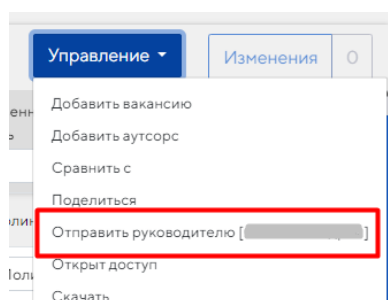 Управление
Изменения 0
Добавить вакансию
Добавить аутсорс
Сравнить с
Поделиться
Отправить руководителю [ ]
Открыт доступ
Скачать